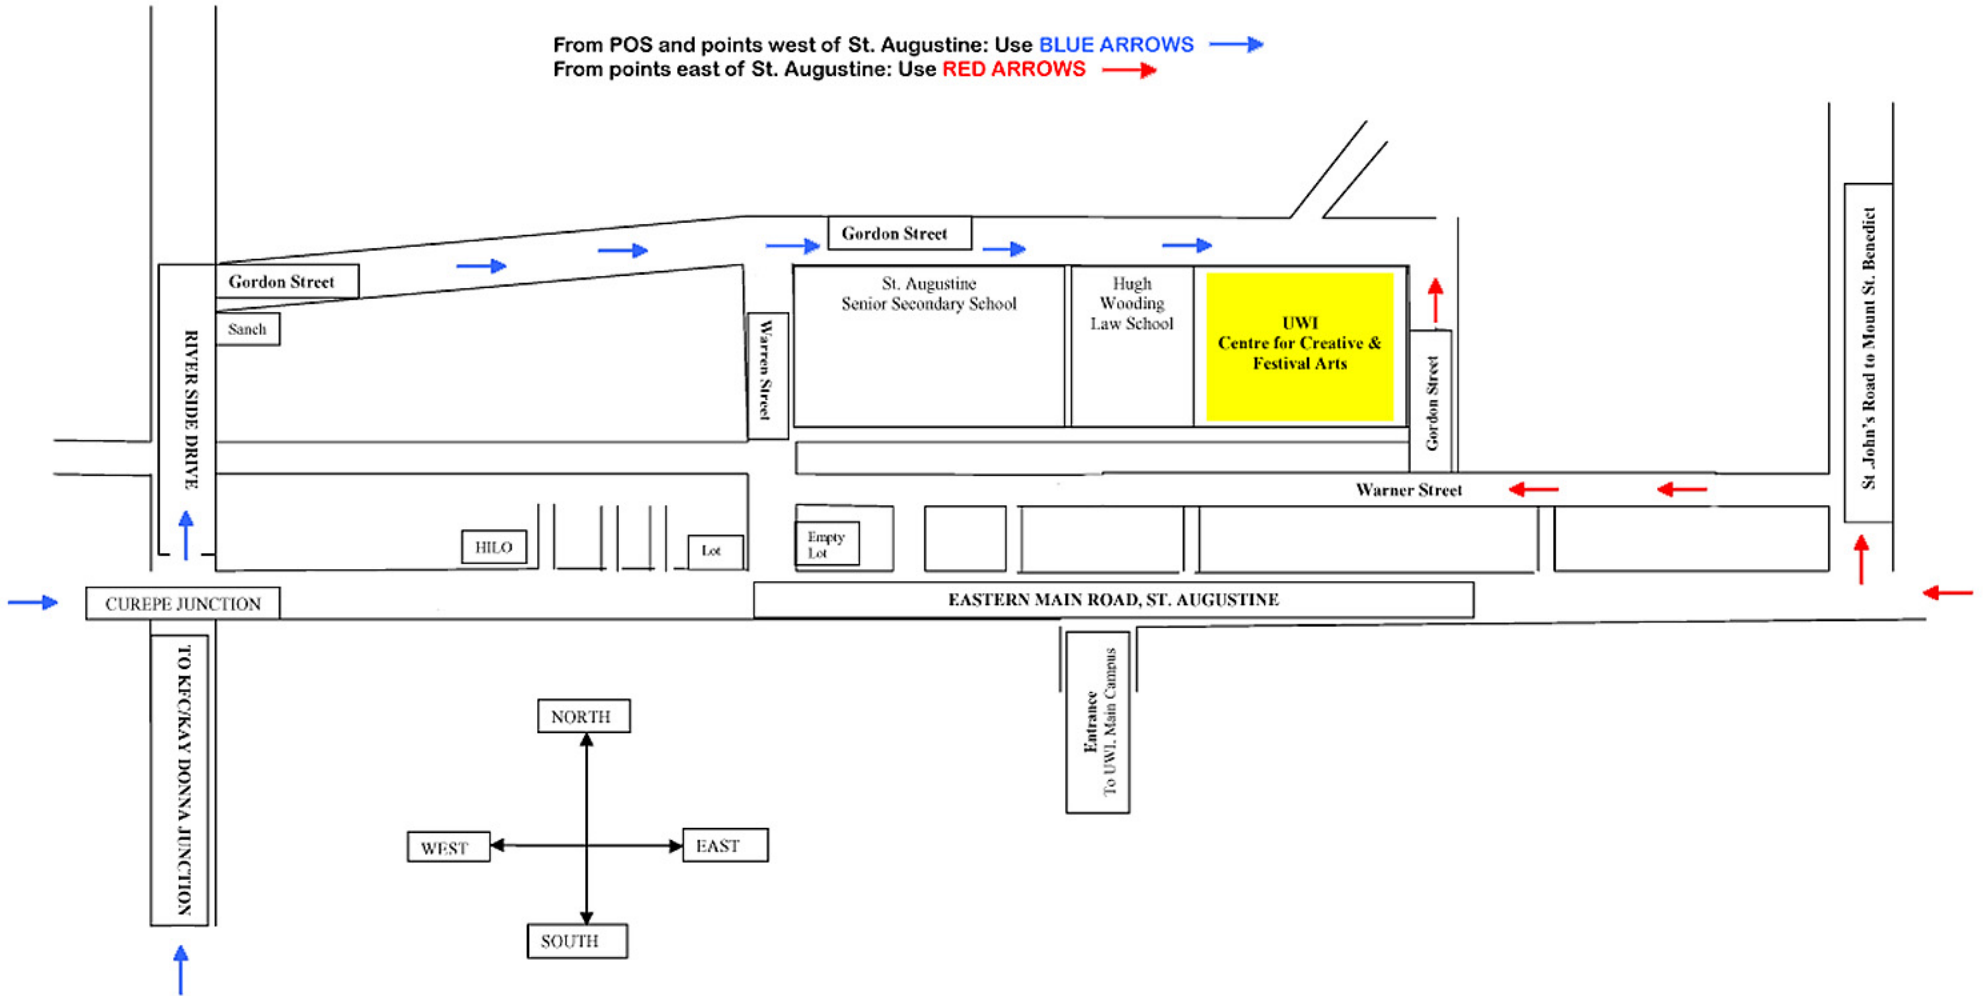 From POS and points west of St. Augustine: Use BLUE ARROWS
From points east of St. Augustine: Use RED ARROWS
Gordon Street
Gordon Street
Sanch
RIVER SIDE DRIVE
Warren Street
St. Augustine
Senior Secondary School
Hugh
Wooding
Law School
UWI
Centre for Creative &
Festival Arts
Gordon Street
St John's Road to Mount St. Benedict
Warner Street
HILO
Lot
Empty
Lot
CUREPE JUNCTION
EASTERN MAIN ROAD, ST. AUGUSTINE
TO KFC/KAY DONNA JUNCTION
Entrance
To UWI. Main Campus
NORTH
WEST
EAST
SOUTH